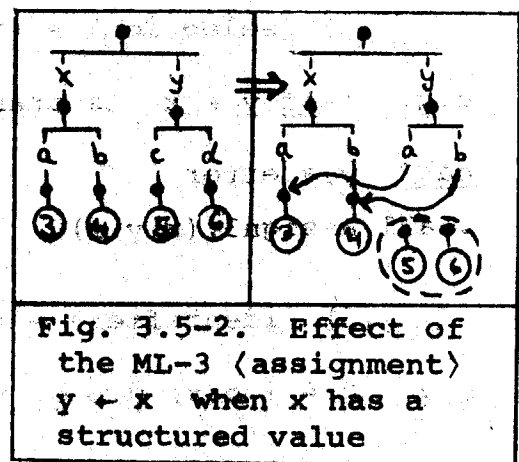 x y ⇒ x y
a b c d a b a b
3 4 5 6 3 4
5 6
Fig. 3.5-2. Effect of
the ML-3 ⟨assignment⟩
y ← x when x has a
structured value